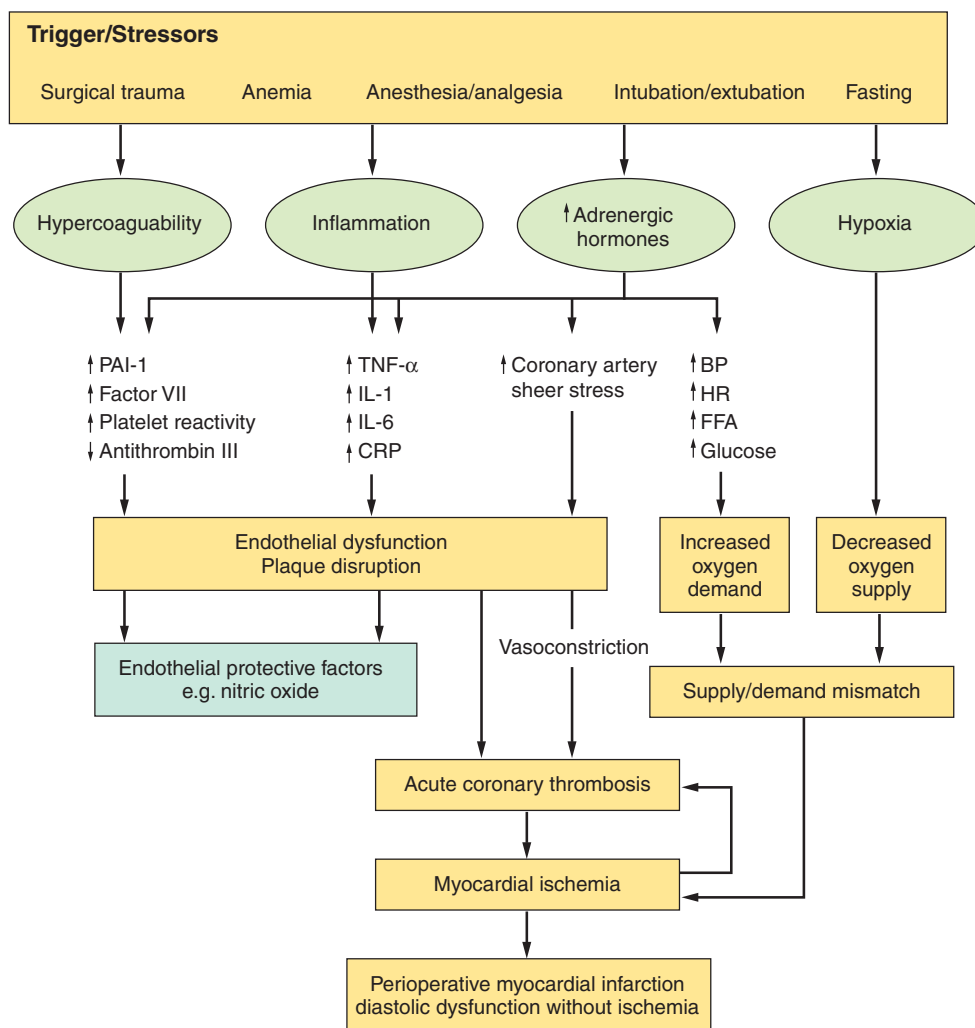 Trigger/Stressors
Surgical trauma Anemia Anesthesia/analgesia Intubation/extubation Fasting
Hypercoaguability
Inflammation
↑ Adrenergic
hormones
Hypoxia
↑ PAI-1
↑ Factor VII
↑ Platelet reactivity
↓ Antithrombin III
↑ TNF-α
↑ IL-1
↑ IL-6
↑ CRP
↑ Coronary artery
sheer stress
↑ BP
↑ HR
↑ FFA
↑ Glucose
Endothelial dysfunction
Plaque disruption
Increased
oxygen
demand
Decreased
oxygen
supply
Endothelial protective factors
e.g. nitric oxide
Vasoconstriction
Supply/demand mismatch
Acute coronary thrombosis
Myocardial ischemia
Perioperative myocardial infarction
diastolic dysfunction without ischemia